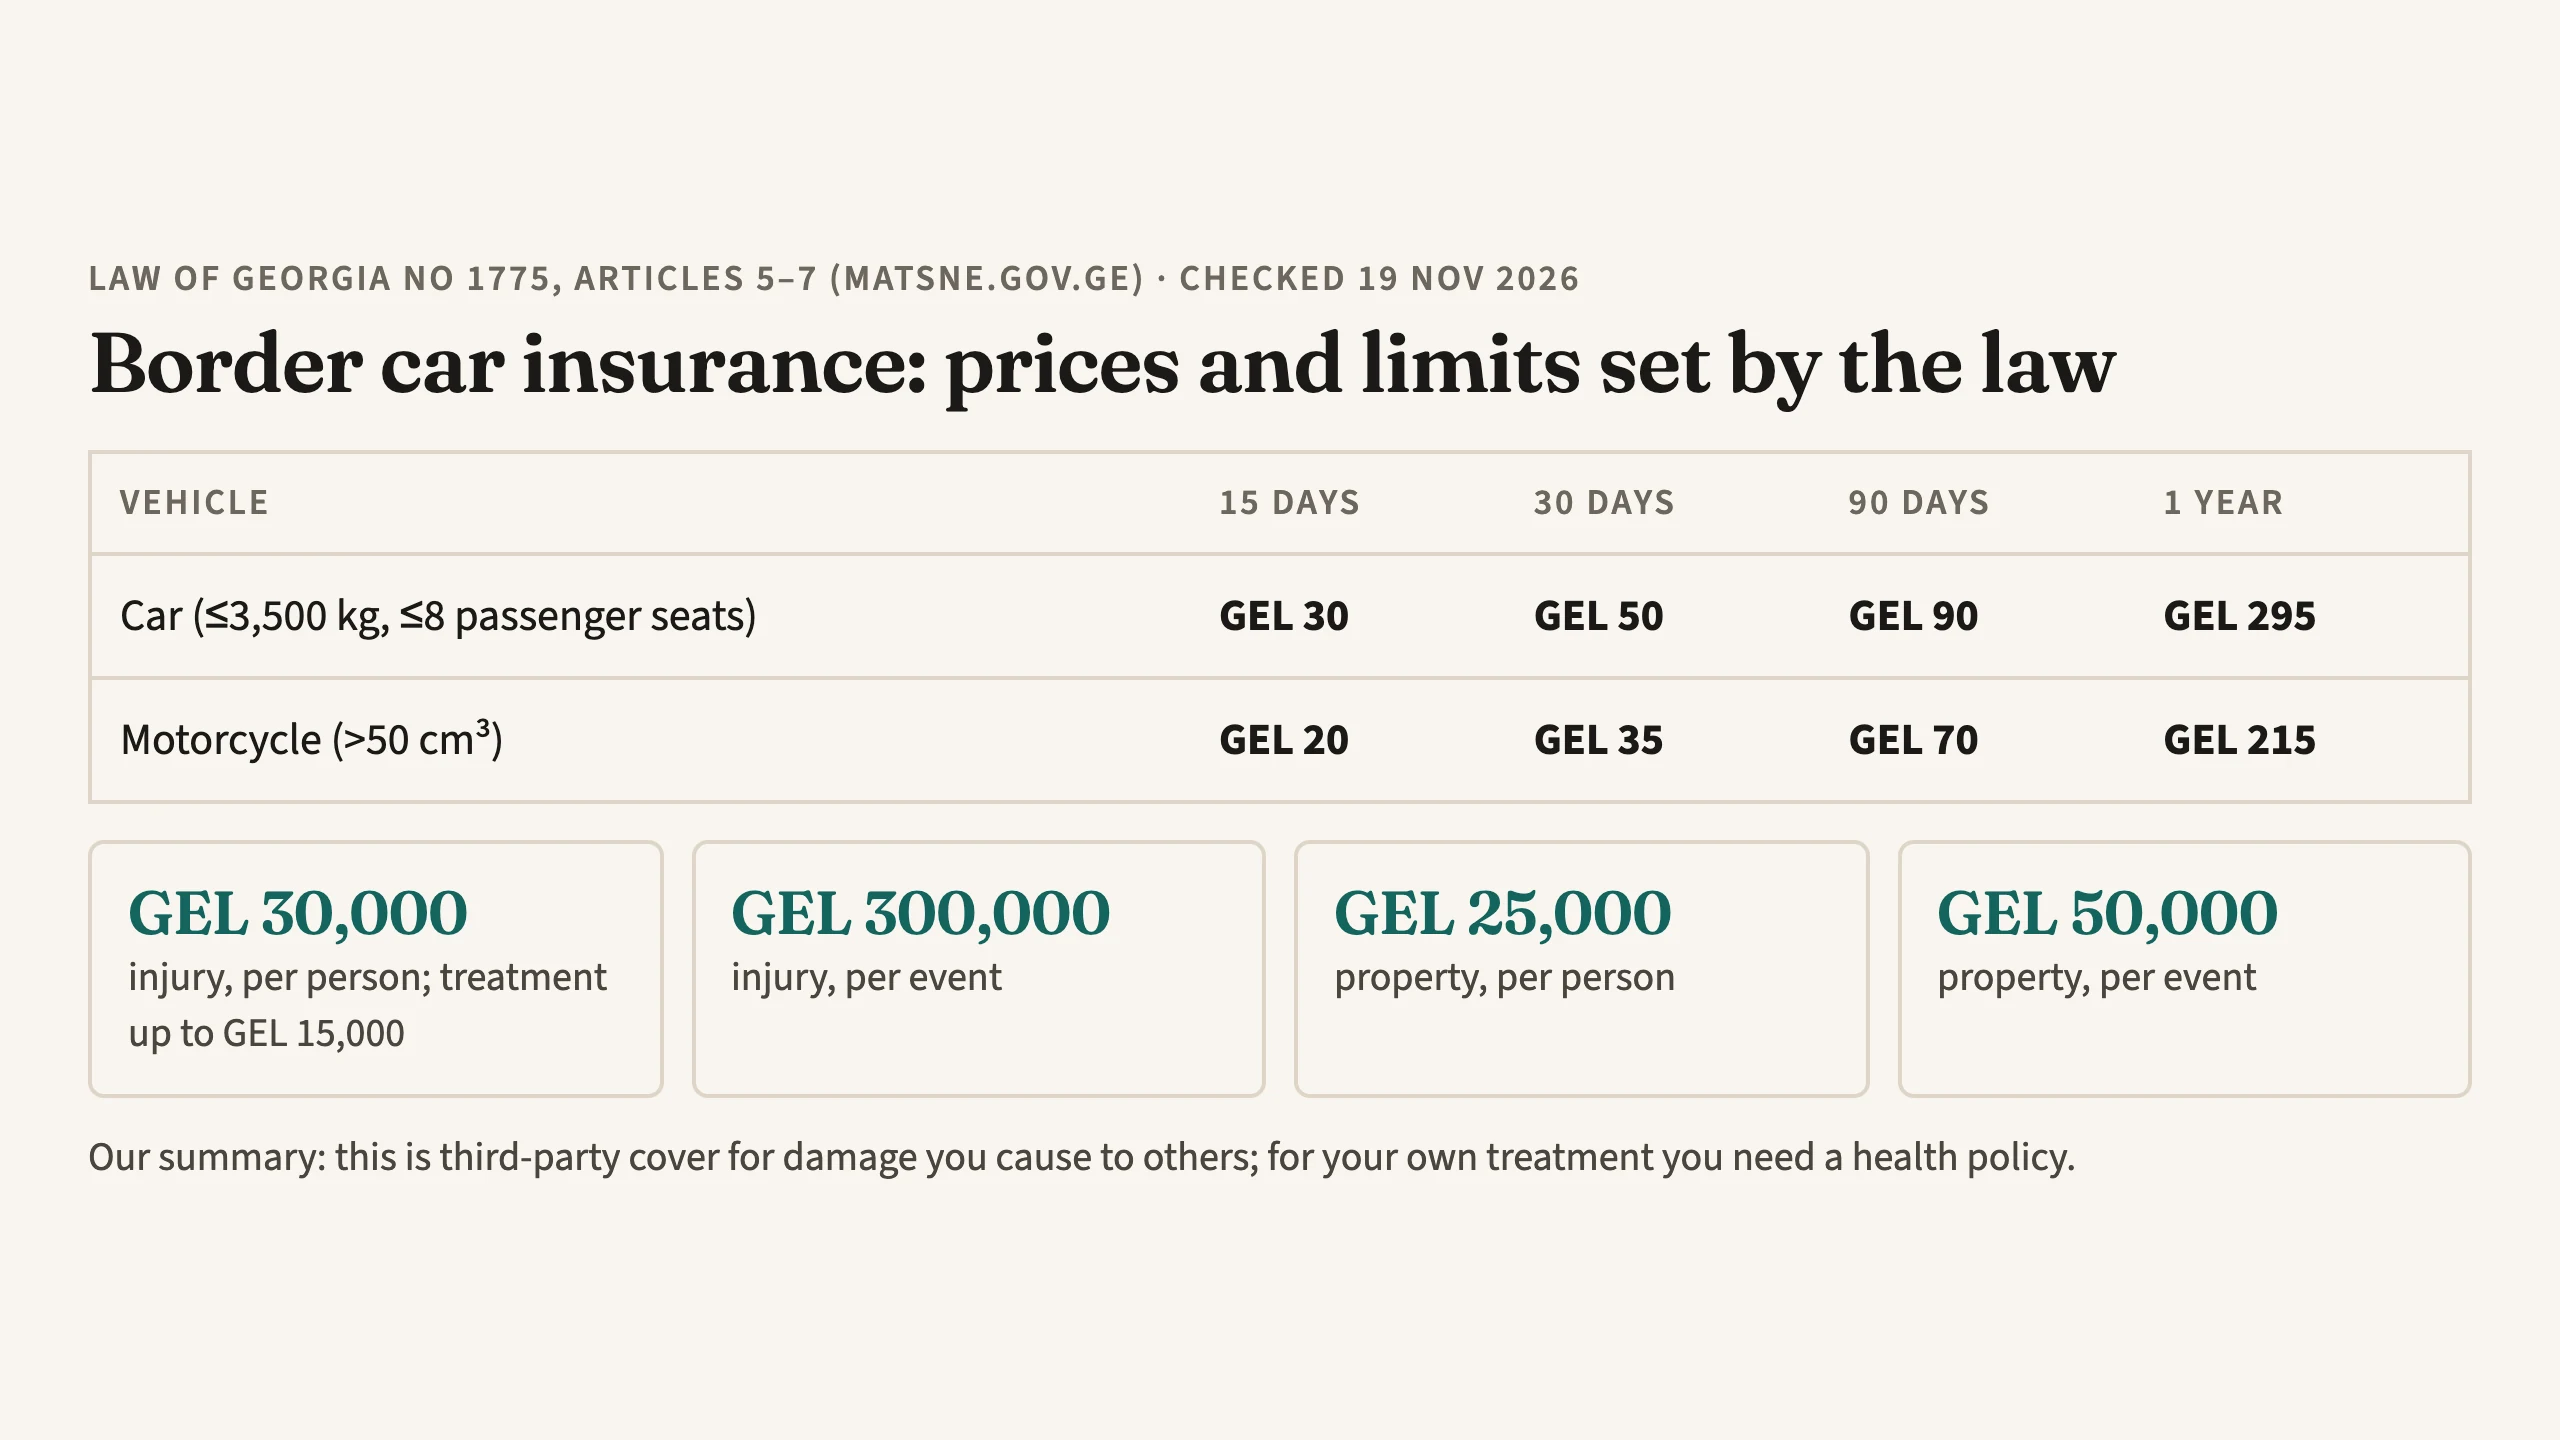 LAW OF GEORGIA NO 1775, ARTICLES 5–7 (MATSNE.GOV.GE) · CHECKED 19 NOV 2026
Border car insurance: prices and limits set by the law
VEHICLE 15 DAYS 30 DAYS 90 DAYS 1 YEAR
Car (≤3,500 kg, ≤8 passenger seats) GEL 30 GEL 50 GEL 90 GEL 295
Motorcycle (>50 cm³) GEL 20 GEL 35 GEL 70 GEL 215
GEL 30,000
injury, per person; treatment
up to GEL 15,000
GEL 300,000
injury, per event
GEL 25,000
property, per person
GEL 50,000
property, per event
Our summary: this is third-party cover for damage you cause to others; for your own treatment you need a health policy.